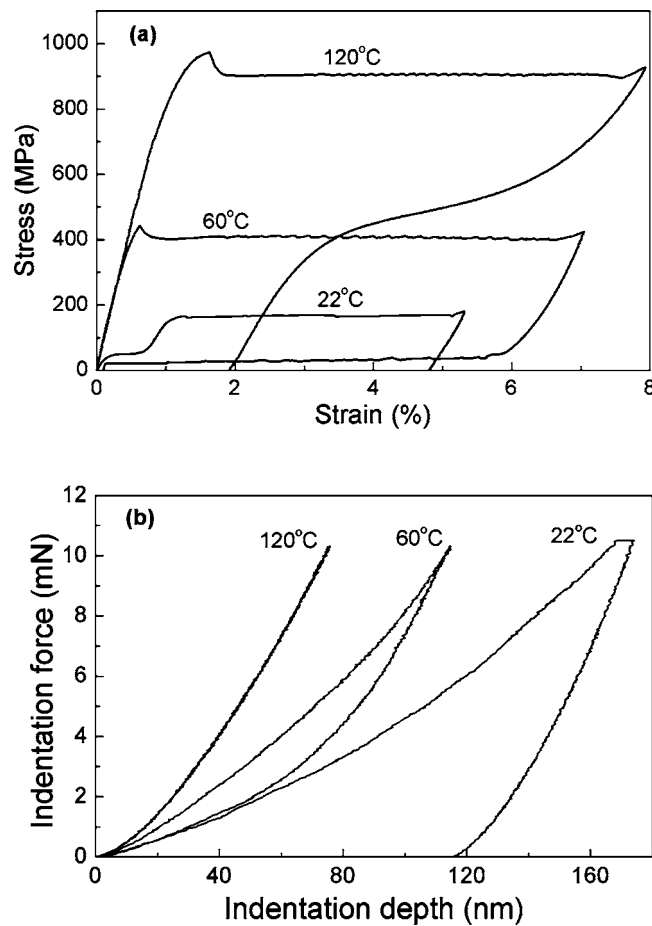 (a)
1000
800
600
400
200
0
Stress (MPa)
120°C
60°C
22°C
0 2 4 6 8
Strain (%)
(b)
12
10
8
6
4
2
0
Indentation force (mN)
120°C 60°C 22°C
0 40 80 120 160
Indentation depth (nm)